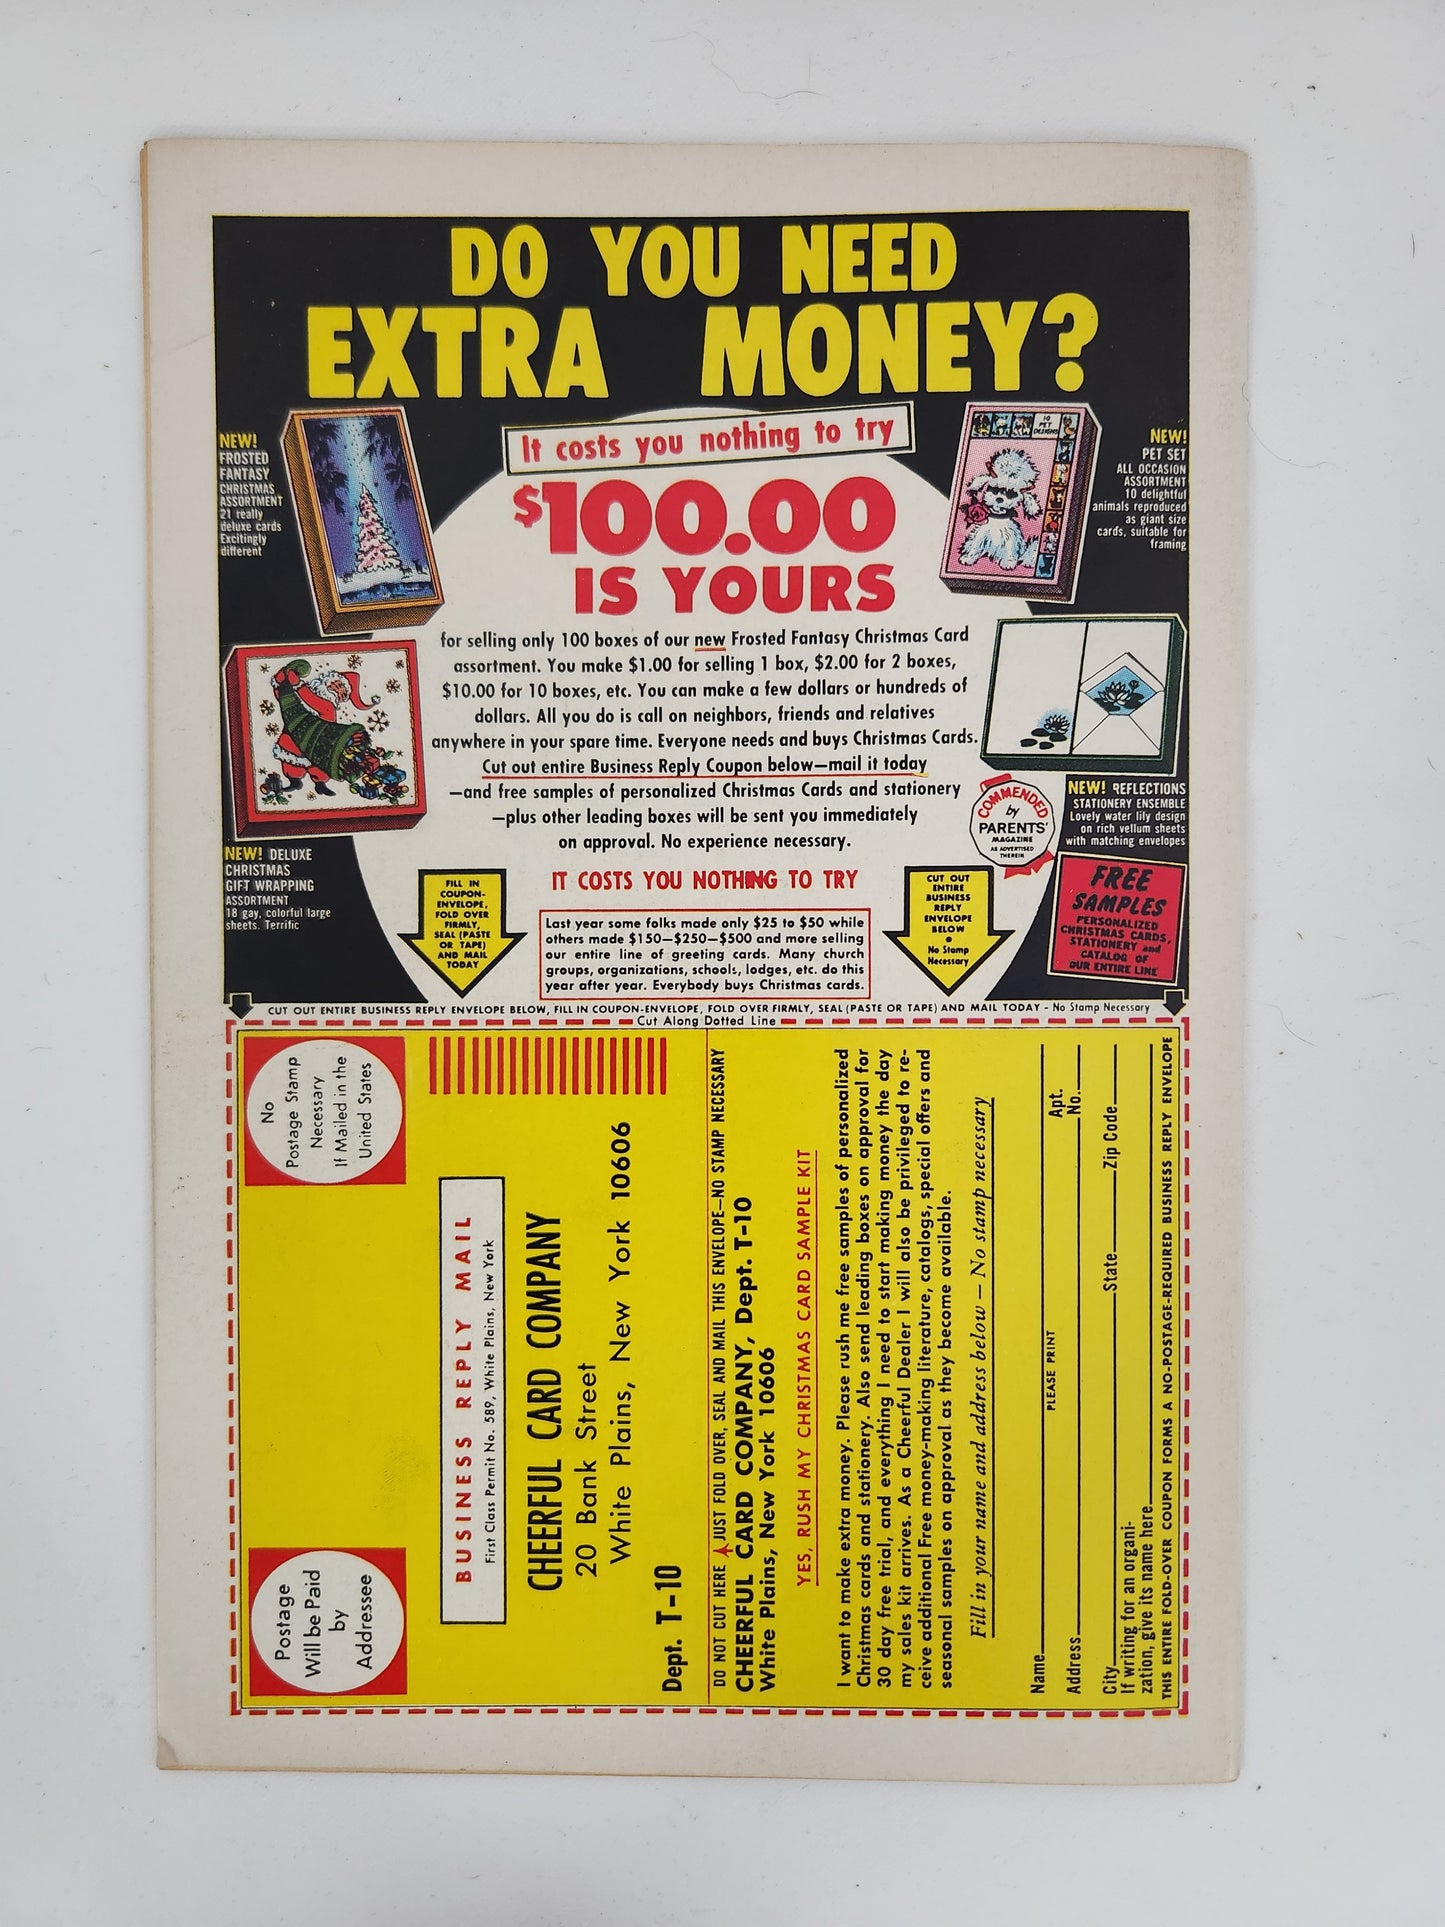 DO YOU NEED
EXTRA MONEY?
It costs you nothing to try
$100.00
IS YOURS
NEW!
FROSTED
FANTASY
CHRISTMAS
ASSORTMENT
21 really
deluxe cards
Excitingly
different
NEW!
PET SET
ALL OCCASION
ASSORTMENT
10 delightful
animals reproduced
as giant size
cards, suitable for
framing
10
PET
DESIGNS
for selling only 100 boxes of our new Frosted Fantasy Christmas Card
assortment. You make $1.00 for selling 1 box, $2.00 for 2 boxes,
$10.00 for 10 boxes, etc. You can make a few dollars or hundreds of
dollars. All you do is call on neighbors, friends and relatives
anywhere in your spare time. Everyone needs and buys Christmas Cards.
Cut out entire Business Reply Coupon below—mail it today
—and free samples of personalized Christmas Cards and stationery
—plus other leading boxes will be sent you immediately
on approval. No experience necessary.
IT COSTS YOU NOTHING TO TRY
NEW! DELUXE
CHRISTMAS
GIFT WRAPPING
ASSORTMENT
18 gay, colorful large
sheets. Terrific
COMMENDED
by
PARENTS'
MAGAZINE
AS ADVERTISED
THEREIN
NEW! REFLECTIONS
STATIONERY ENSEMBLE
Lovely water lily design
on rich vellum sheets
with matching envelopes
FILL IN
COUPON-
ENVELOPE,
FOLD OVER
FIRMLY,
SEAL (PASTE
OR TAPE)
AND MAIL
TODAY
Last year some folks made only $25 to $50 while
others made $150—$250—$500 and more selling
our entire line of greeting cards. Many church
groups, organizations, schools, lodges, etc. do this
year after year. Everybody buys Christmas cards.
CUT OUT
ENTIRE
BUSINESS
REPLY
ENVELOPE
BELOW
•
No Stamp
Necessary
FREE
SAMPLES
PERSONALIZED
CHRISTMAS CARDS,
STATIONERY and
CATALOG OF
OUR ENTIRE LINE
CUT OUT ENTIRE BUSINESS REPLY ENVELOPE BELOW, FILL IN COUPON-ENVELOPE, FOLD OVER FIRMLY, SEAL (PASTE OR TAPE) AND MAIL TODAY - No Stamp Necessary
Cut Along Dotted Line
Postage
Will be Paid
by
Addressee
No
Postage Stamp
Necessary
If Mailed in the
United States
BUSINESS REPLY MAIL
First Class Permit No. 589, White Plains, New York
CHEERFUL CARD COMPANY
20 Bank Street
White Plains, New York 10606
Dept. T-10
DO NOT CUT HERE JUST FOLD OVER, SEAL AND MAIL THIS ENVELOPE—NO STAMP NECESSARY
CHEERFUL CARD COMPANY, Dept. T-10
White Plains, New York 10606
YES, RUSH MY CHRISTMAS CARD SAMPLE KIT
I want to make extra money. Please rush me free samples of personalized
Christmas cards and stationery. Also send leading boxes on approval for
30 day free trial, and everything I need to start making money the day
my sales kit arrives. As a Cheerful Dealer I will also be privileged to re-
ceive additional Free money-making literature, catalogs, special offers and
seasonal samples on approval as they become available.
Fill in your name and address below — No stamp necessary
Name
PLEASE PRINT
Address Apt. No.
City State Zip Code
If writing for an organi-
zation, give its name here
THIS ENTIRE FOLD-OVER COUPON FORMS A NO-POSTAGE-REQUIRED BUSINESS REPLY ENVELOPE